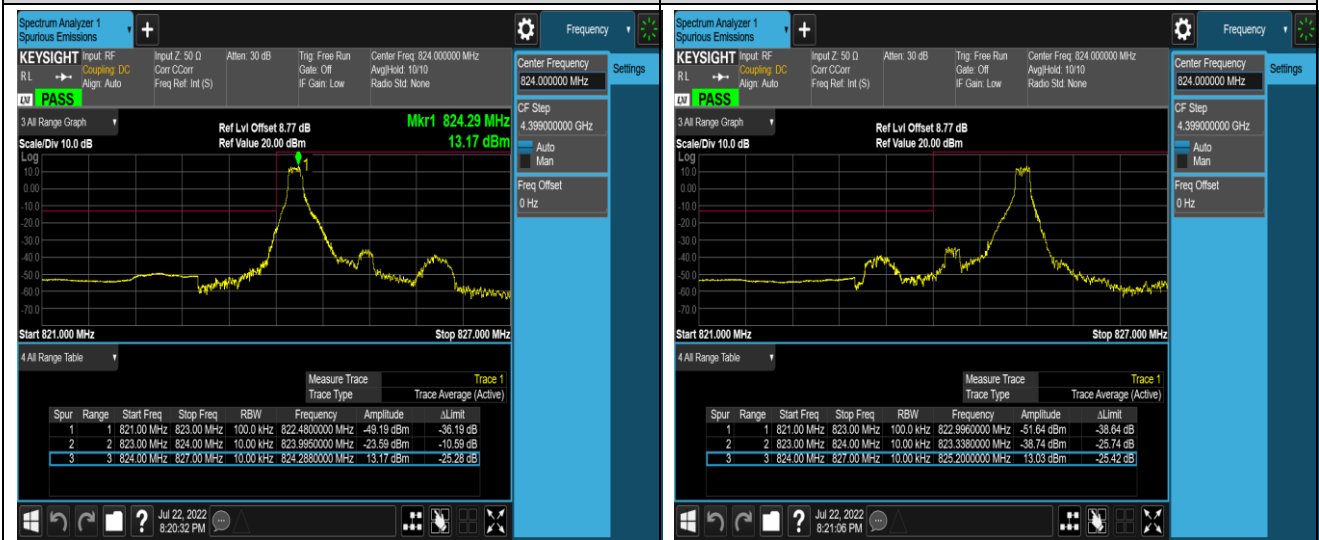 Spectrum Analyzer 1
Spurious Emissions
+
Frequency
KEYSIGHT Input: RF
Coupling: DC
Align: Auto
Input Z: 50 Ω
Corr CCorr
Freq Ref: Int (S)
Atten: 30 dB
Trig: Free Run
Gate: Off
IF Gain: Low
Center Freq: 824.000000 MHz
Avg|Hold: 10/10
Radio Std: None
RL
LXI PASS
Center Frequency
824.000000 MHz
Settings
CF Step
4.399000000 GHz
Auto
Man
Freq Offset
0 Hz
3 All Range Graph
Ref Lvl Offset 8.77 dB
Mkr1 824.29 MHz
Scale/Div 10.0 dB
Ref Value 20.00 dBm
13.17 dBm
Log
1
10.0
0.00
-10.0
-20.0
-30.0
-40.0
-50.0
-60.0
-70.0
Start 821.000 MHz
Stop 827.000 MHz
4 All Range Table
Measure Trace Trace 1
Trace Type Trace Average (Active)
Spur Range Start Freq Stop Freq RBW Frequency Amplitude ΔLimit
1 1 821.00 MHz 823.00 MHz 100.0 kHz 822.4800000 MHz -49.19 dBm -36.19 dB
2 2 823.00 MHz 824.00 MHz 10.00 kHz 823.9950000 MHz -23.59 dBm -10.59 dB
3 3 824.00 MHz 827.00 MHz 10.00 kHz 824.2880000 MHz 13.17 dBm -25.28 dB
?
Jul 22, 2022
8:20:32 PM
Spectrum Analyzer 1
Spurious Emissions
+
Frequency
KEYSIGHT Input: RF
Coupling: DC
Align: Auto
Input Z: 50 Ω
Corr CCorr
Freq Ref: Int (S)
Atten: 30 dB
Trig: Free Run
Gate: Off
IF Gain: Low
Center Freq: 824.000000 MHz
Avg|Hold: 10/10
Radio Std: None
RL
LXI PASS
Center Frequency
824.000000 MHz
Settings
CF Step
4.399000000 GHz
Auto
Man
Freq Offset
0 Hz
3 All Range Graph
Ref Lvl Offset 8.77 dB
Scale/Div 10.0 dB
Ref Value 20.00 dBm
Log
10.0
0.00
-10.0
-20.0
-30.0
-40.0
-50.0
-60.0
-70.0
Start 821.000 MHz
Stop 827.000 MHz
4 All Range Table
Measure Trace Trace 1
Trace Type Trace Average (Active)
Spur Range Start Freq Stop Freq RBW Frequency Amplitude ΔLimit
1 1 821.00 MHz 823.00 MHz 100.0 kHz 822.9960000 MHz -51.64 dBm -38.64 dB
2 2 823.00 MHz 824.00 MHz 10.00 kHz 823.3380000 MHz -38.74 dBm -25.74 dB
3 3 824.00 MHz 827.00 MHz 10.00 kHz 825.2000000 MHz 13.03 dBm -25.42 dB
?
Jul 22, 2022
8:21:06 PM